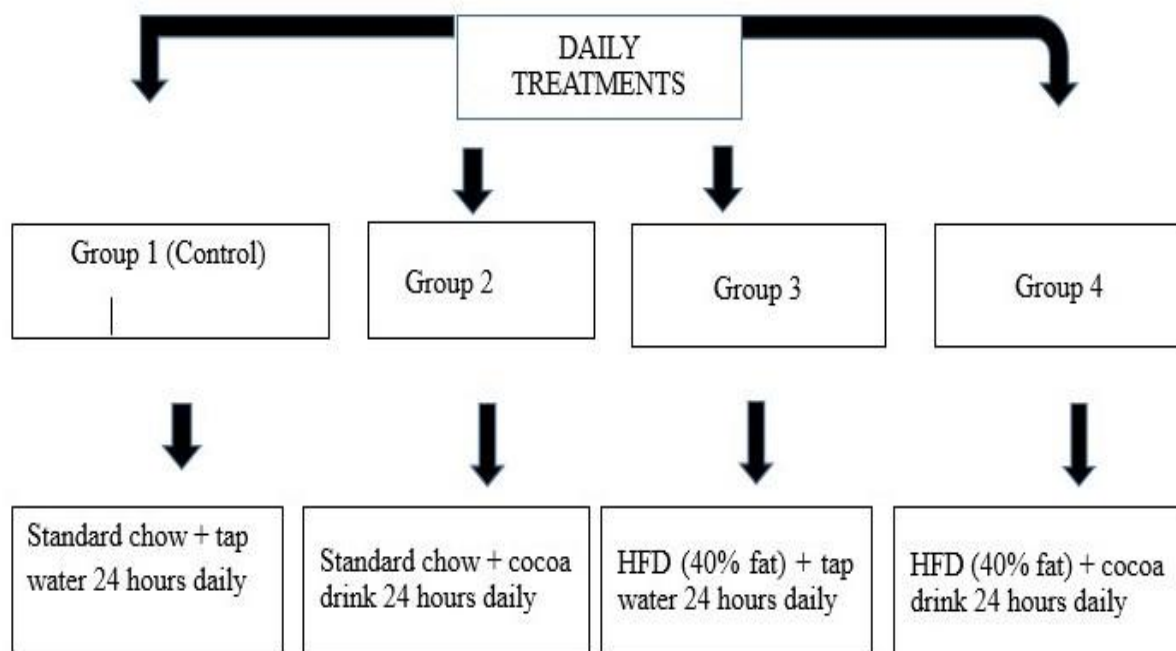 DAILY
TREATMENTS
Group 1 (Control)
Group 2
Group 3
Group 4
Standard chow + tap
water 24 hours daily
Standard chow + cocoa
drink 24 hours daily
HFD (40% fat) + tap
water 24 hours daily
HFD (40% fat) + cocoa
drink 24 hours daily